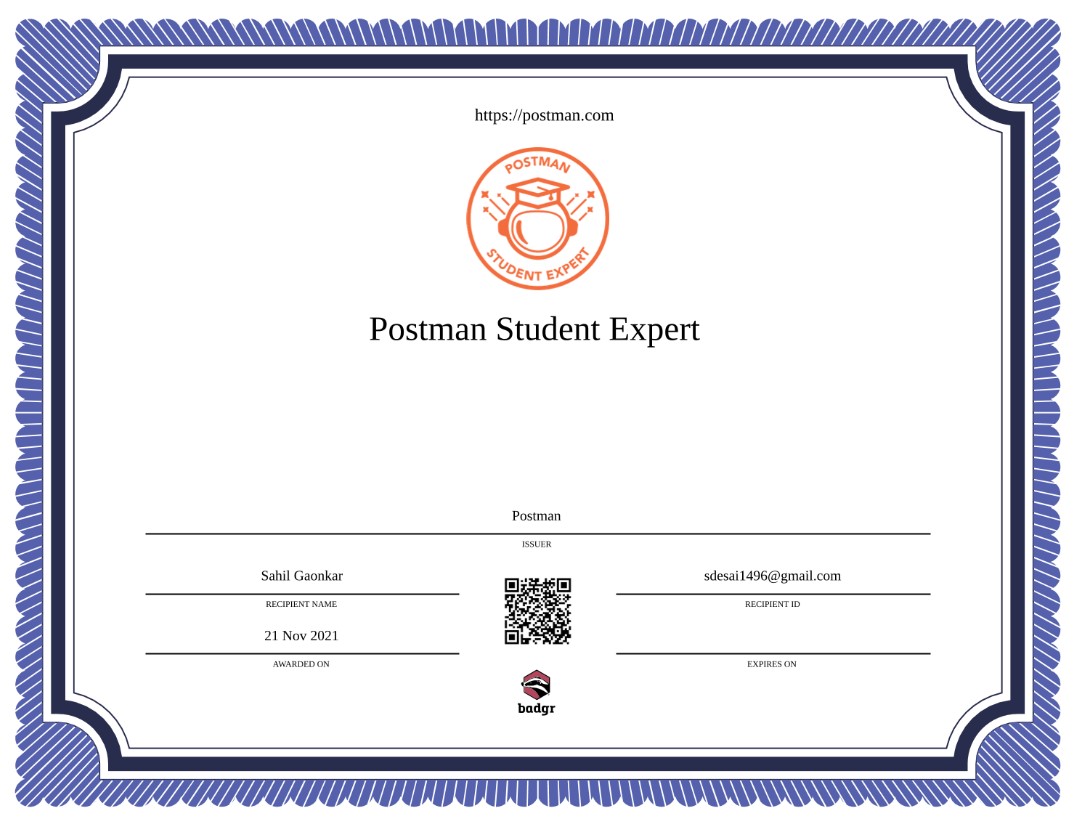 https://postman.com
POSTMAN
STUDENT EXPERT
Postman Student Expert
Postman
ISSUER
Sahil Gaonkar
RECIPIENT NAME
sdesai1496@gmail.com
RECIPIENT ID
21 Nov 2021
AWARDED ON
EXPIRES ON
badgr